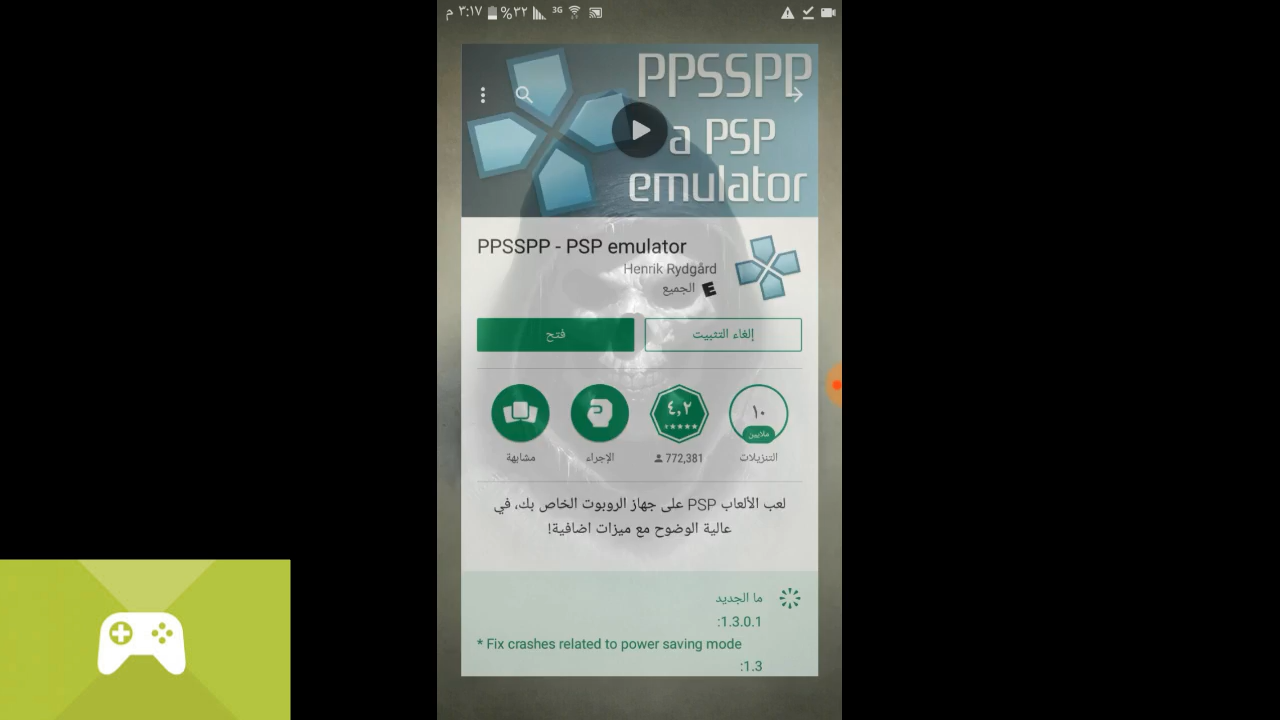 م ٣:١٧ %٣٢ 3G
PPSSPP
a PSP
emulator
PPSSPP - PSP emulator
Henrik Rydgård
الجميع
إلغاء التثبيت
فتح
١٠
ملايين
التنزيلات
٤,٢
772,381
الإجراء
مشابهة
لعب الألعاب PSP على جهاز الروبوت الخاص بك، في
عالية الوضوح مع ميزات اضافية!
ما الجديد
1.3.0.1:
* Fix crashes related to power saving mode
1.3: